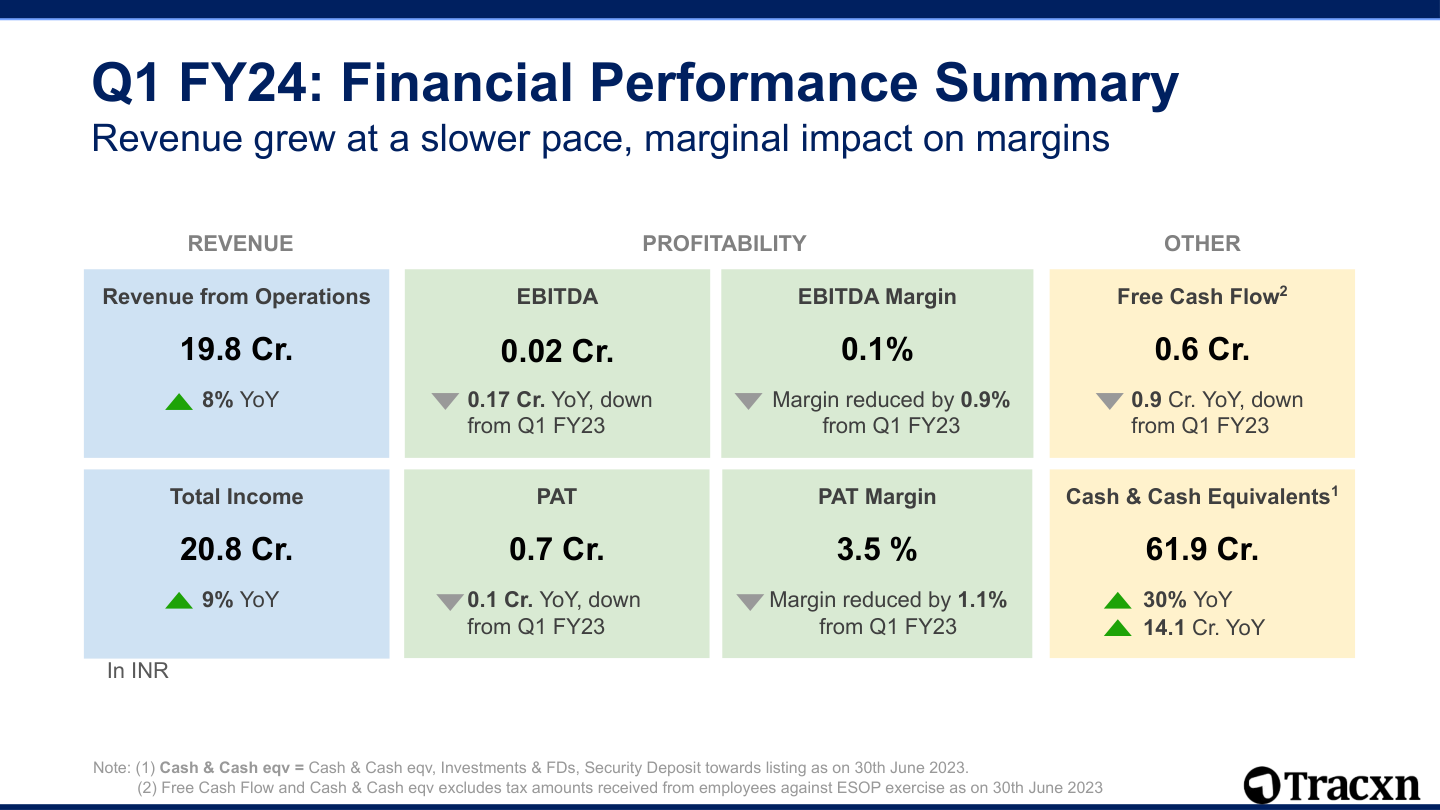 Q1 FY24: Financial Performance Summary
Revenue grew at a slower pace, marginal impact on margins
REVENUE
PROFITABILITY
OTHER
Revenue from Operations
19.8 Cr.
8% YoY
EBITDA
0.02 Cr.
0.17 Cr. YoY, down
from Q1 FY23
EBITDA Margin
0.1%
Margin reduced by 0.9%
from Q1 FY23
Free Cash Flow²
0.6 Cr.
0.9 Cr. YoY, down
from Q1 FY23
Total Income
20.8 Cr.
9% YoY
PAT
0.7 Cr.
0.1 Cr. YoY, down
from Q1 FY23
PAT Margin
3.5 %
Margin reduced by 1.1%
from Q1 FY23
Cash & Cash Equivalents¹
61.9 Cr.
30% YoY
14.1 Cr. YoY
In INR
Note: (1) Cash & Cash eqv = Cash & Cash eqv, Investments & FDs, Security Deposit towards listing as on 30th June 2023.
(2) Free Cash Flow and Cash & Cash eqv excludes tax amounts received from employees against ESOP exercise as on 30th June 2023
Tracxn